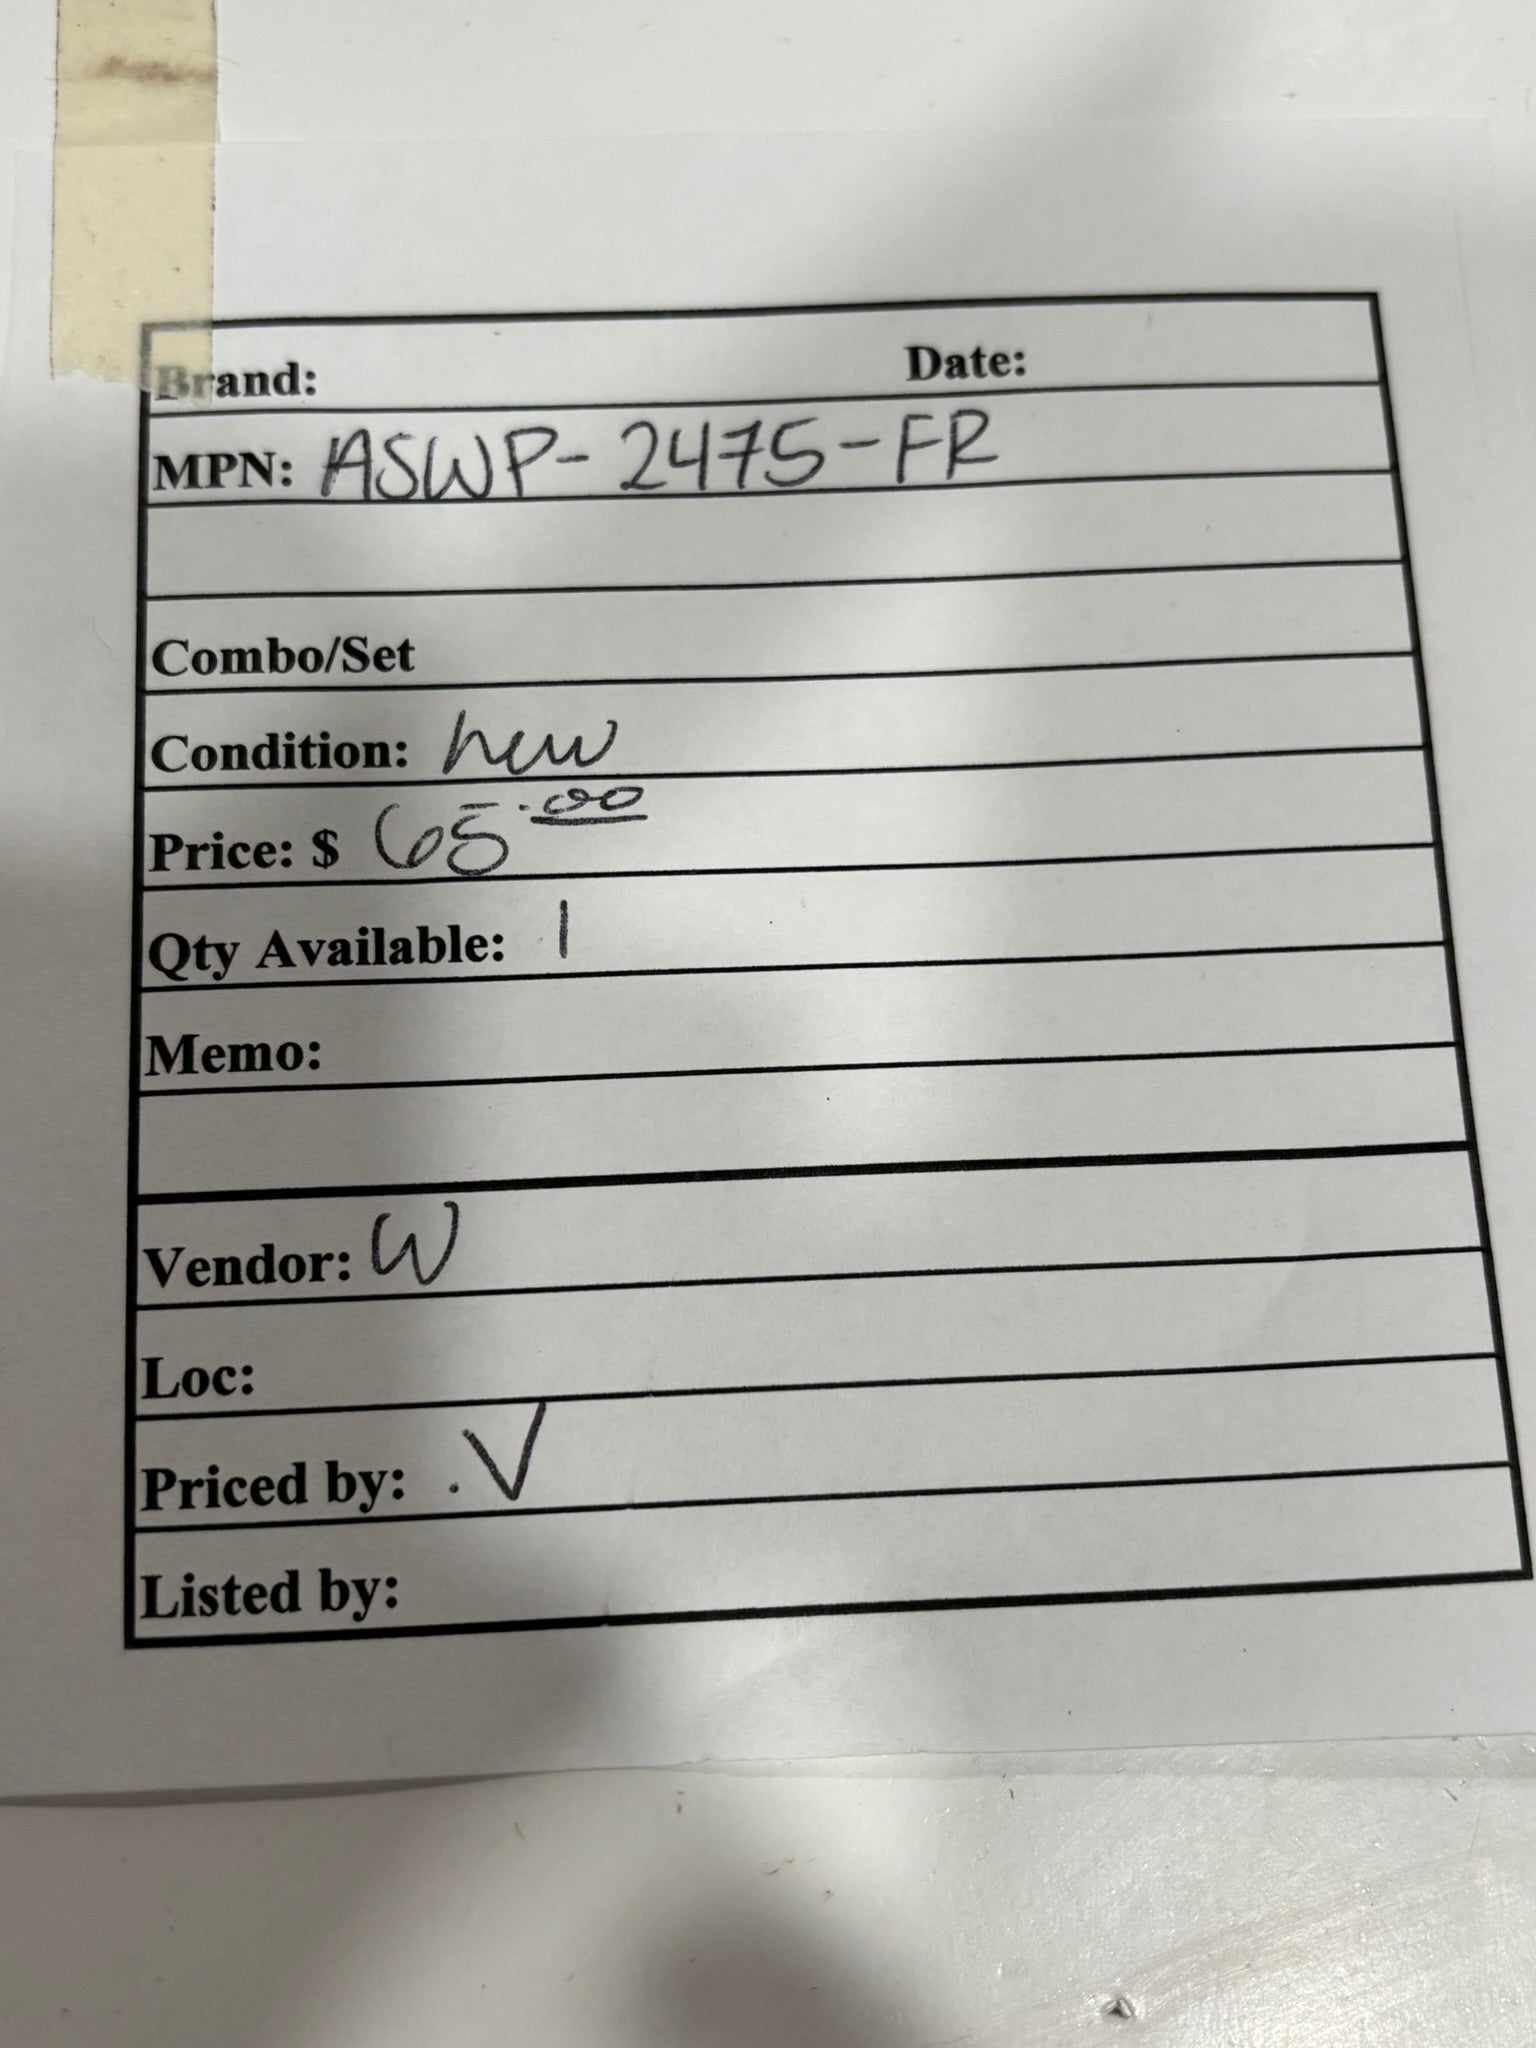 Brand: Date:
MPN: ASWP-2475-FR
Combo/Set
Condition: new
Price: $ 65.00
Qty Available: 1
Memo:
Vendor: W
Loc:
Priced by: .V
Listed by: